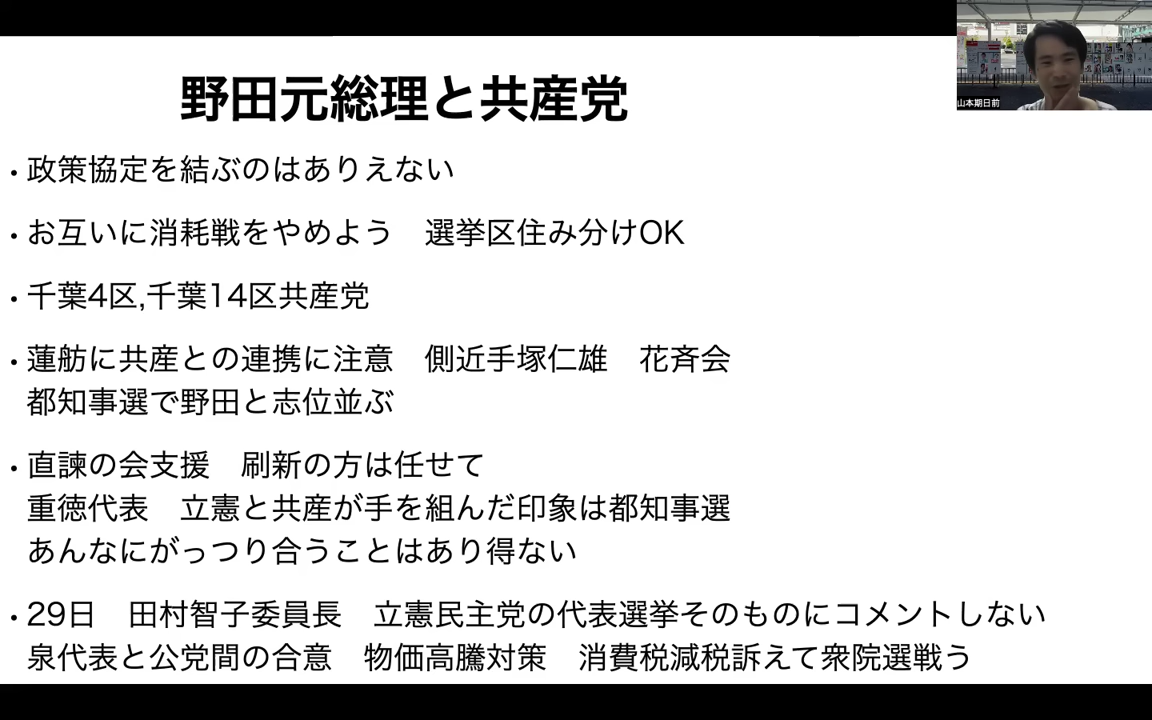 野田元総理と共産党
山本期日前
・政策協定を結ぶのはありえない
・お互いに消耗戦をやめよう　選挙区住み分けOK
・千葉4区,千葉14区共産党
・蓮舫に共産との連携に注意　側近手塚仁雄　花斉会
都知事選で野田と志位並ぶ
・直諫の会支援　刷新の方は任せて
重徳代表　立憲と共産が手を組んだ印象は都知事選
あんなにがっつり合うことはあり得ない
・29日　田村智子委員長　立憲民主党の代表選挙そのものにコメントしない
泉代表と公党間の合意　物価高騰対策　消費税減税訴えて衆院選戦う